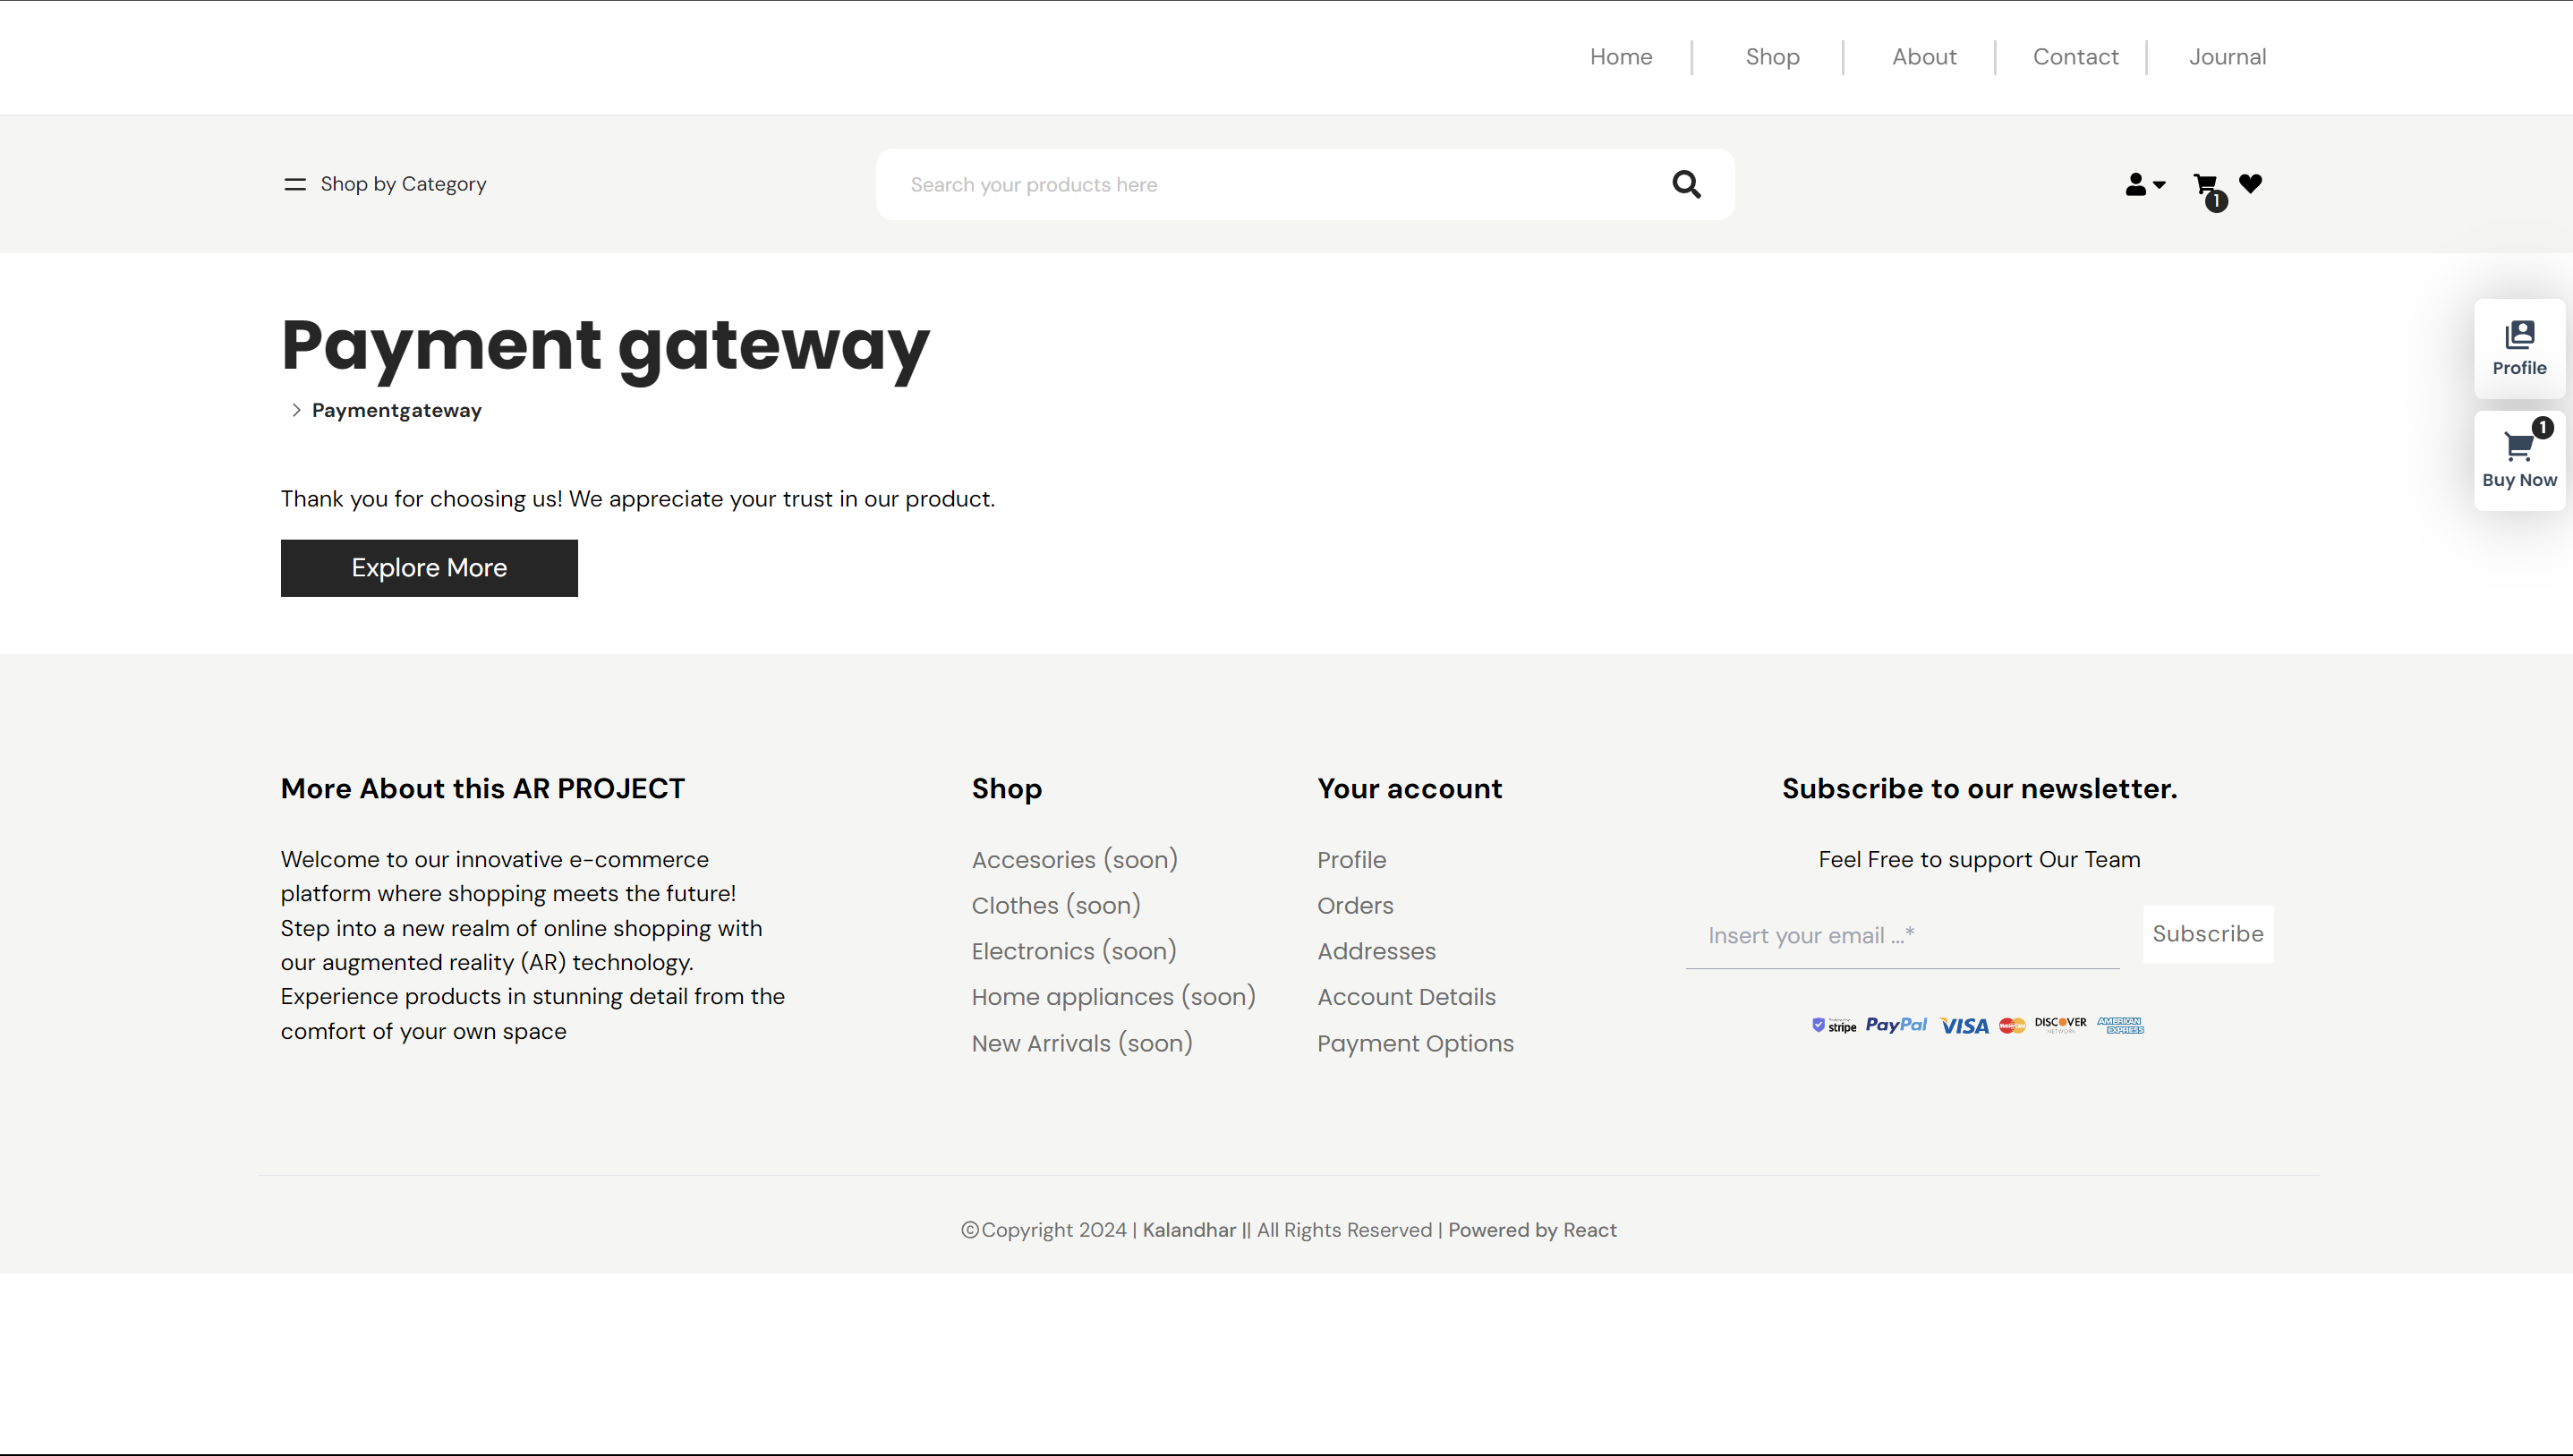 Home
Shop
About
Contact
Journal
Shop by Category
Search your products here
1
Payment gateway
Paymentgateway
Profile
1
Buy Now
Thank you for choosing us! We appreciate your trust in our product.
Explore More
More About this AR PROJECT
Welcome to our innovative e-commerce
platform where shopping meets the future!
Step into a new realm of online shopping with
our augmented reality (AR) technology.
Experience products in stunning detail from the
comfort of your own space
Shop
Accesories (soon)
Clothes (soon)
Electronics (soon)
Home appliances (soon)
New Arrivals (soon)
Your account
Profile
Orders
Addresses
Account Details
Payment Options
Subscribe to our newsletter.
Feel Free to support Our Team
Insert your email ...*
Subscribe
stripe PayPal VISA MasterCard DISCOVER NETWORK AMERICAN EXPRESS
©Copyright 2024 | Kalandhar || All Rights Reserved | Powered by React